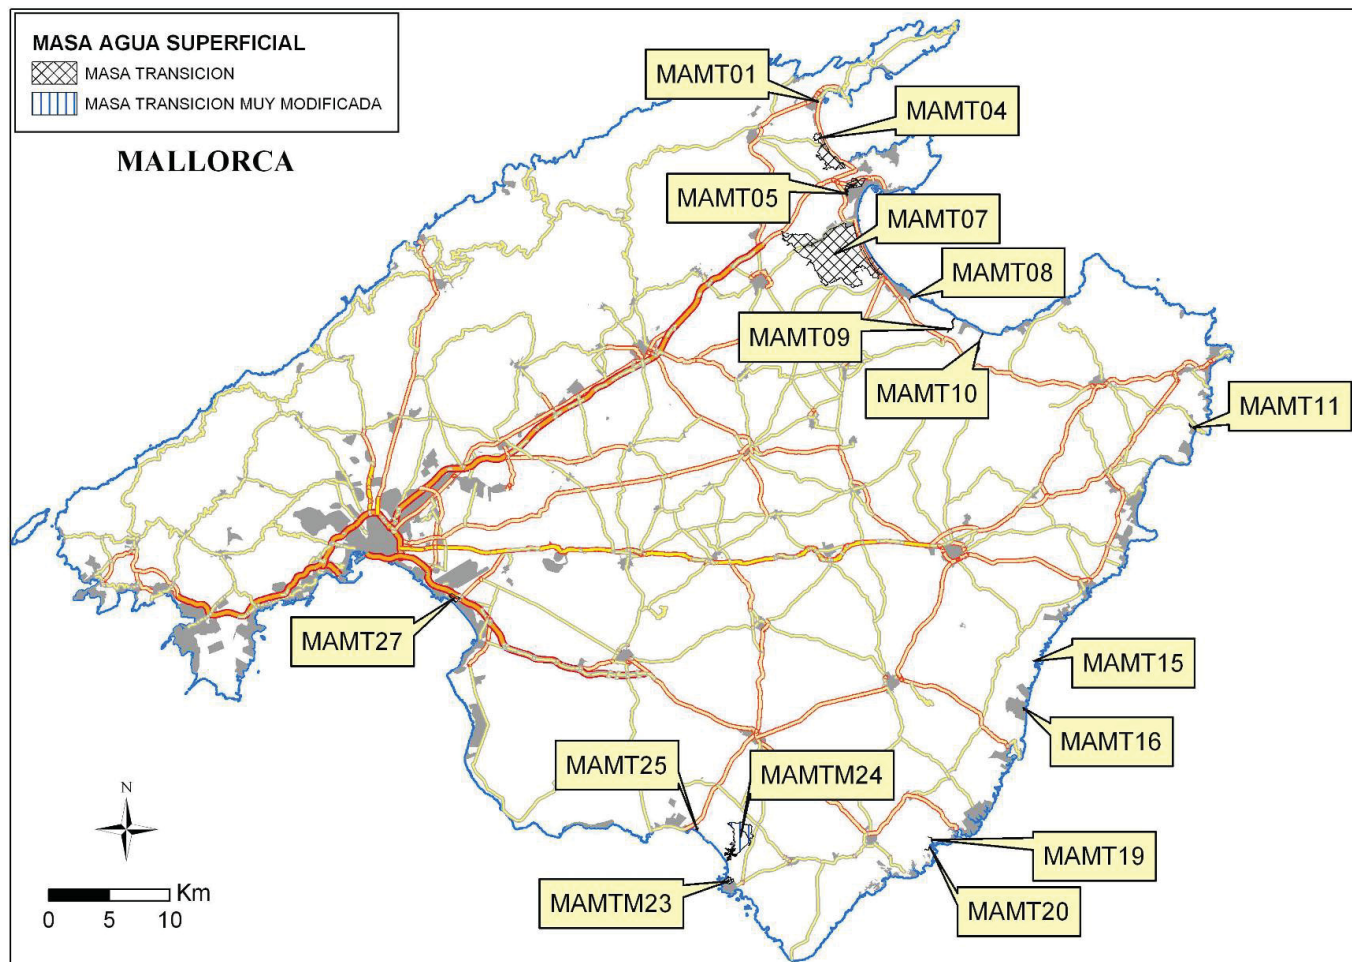 MASA AGUA SUPERFICIAL
MASA TRANSICION
MASA TRANSICION MUY MODIFICADA
MALLORCA
MAMT01
MAMT04
MAMT05
MAMT07
MAMT08
MAMT09
MAMT10
MAMT11
MAMT27
MAMT15
MAMT16
MAMT25
MAMTM24
MAMT19
MAMTM23
MAMT20
N
Km
0 5 10